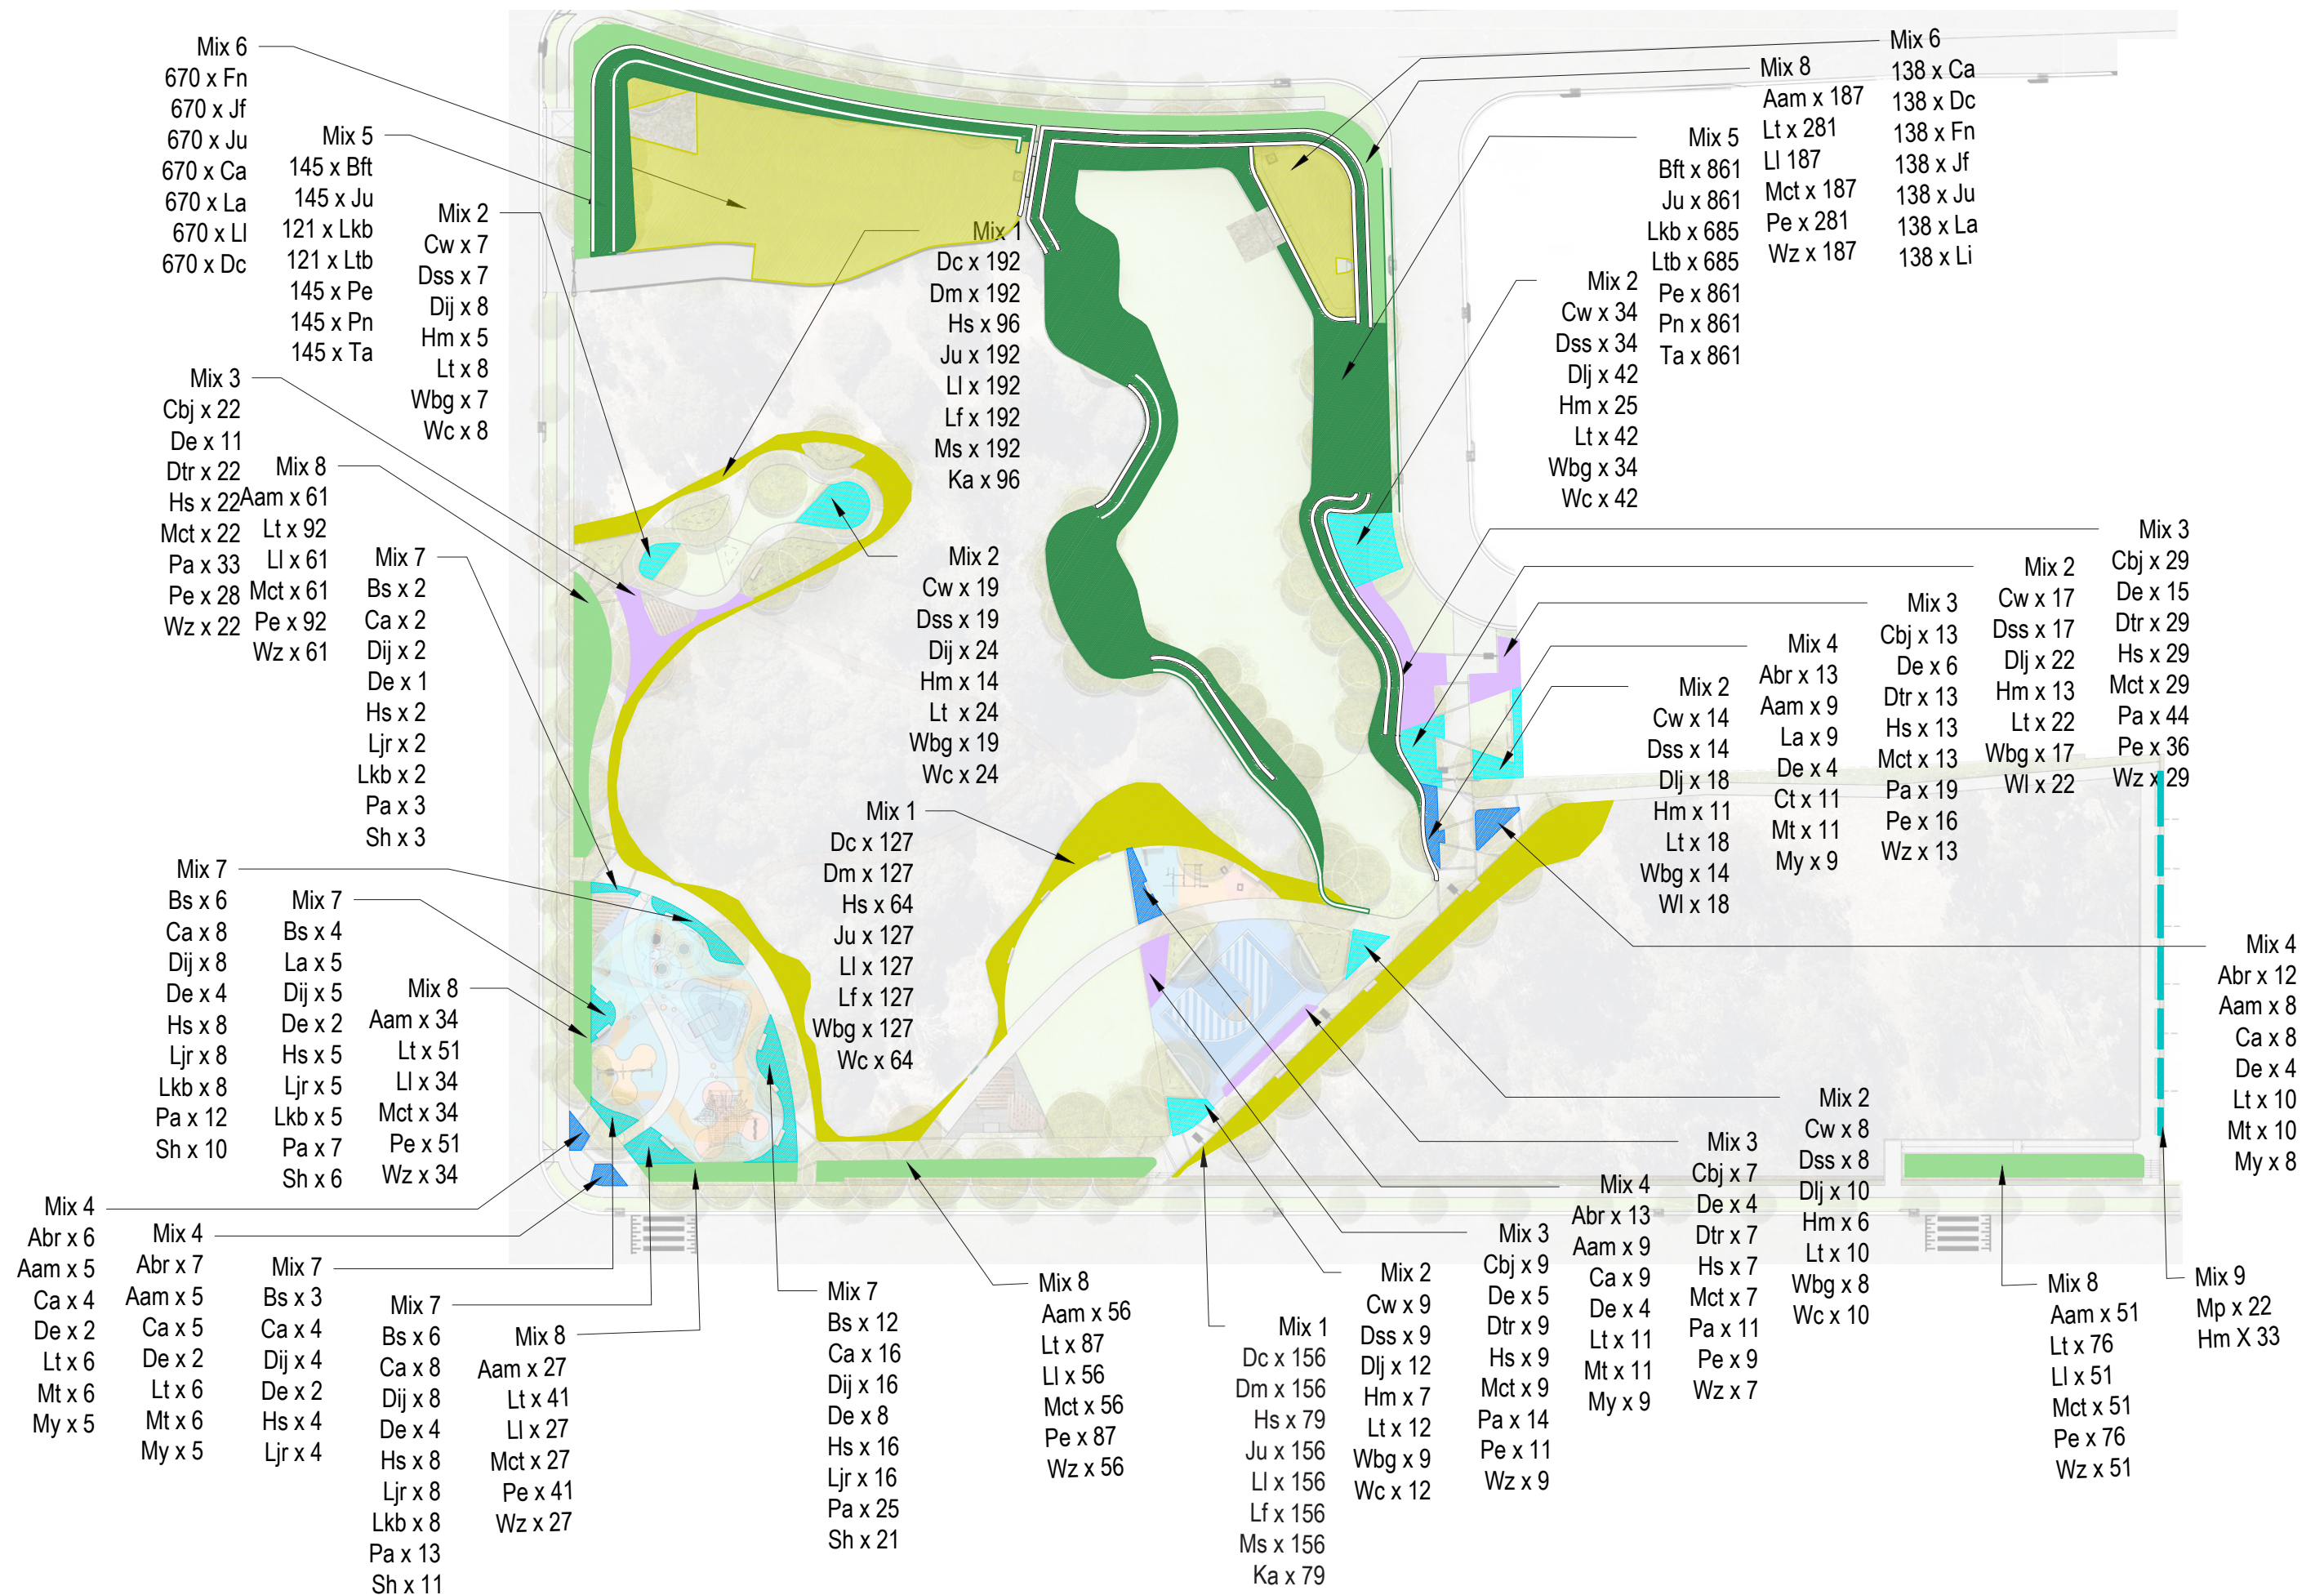 Mix 6
670 x Fn
670 x Jf
670 x Ju
670 x Ca
670 x La
670 x Ll
670 x Dc
Mix 5
145 x Bft
145 x Ju
121 x Lkb
121 x Ltb
145 x Pe
145 x Pn
145 x Ta
Mix 2
Cw x 7
Dss x 7
Dij x 8
Hm x 5
Lt x 8
Wbg x 7
Wc x 8
Mix 1
Dc x 192
Dm x 192
Hs x 96
Ju x 192
Ll x 192
Lf x 192
Ms x 192
Ka x 96
Mix 6
138 x Ca
138 x Dc
138 x Fn
138 x Jf
138 x Ju
138 x La
138 x Li
Mix 8
Aam x 187
Lt x 281
Ll 187
Mct x 187
Pe x 281
Wz x 187
Mix 5
Bft x 861
Ju x 861
Lkb x 685
Ltb x 685
Pe x 861
Pn x 861
Ta x 861
Mix 2
Cw x 34
Dss x 34
Dlj x 42
Hm x 25
Lt x 42
Wbg x 34
Wc x 42
Mix 3
Cbj x 22
De x 11
Dtr x 22
Hs x 22
Mct x 22
Pa x 33
Pe x 28
Wz x 22
Mix 8
Aam x 61
Lt x 92
Ll x 61
Mct x 61
Pe x 92
Wz x 61
Mix 7
Bs x 2
Ca x 2
Dij x 2
De x 1
Hs x 2
Ljr x 2
Lkb x 2
Pa x 3
Sh x 3
Mix 2
Cw x 19
Dss x 19
Dij x 24
Hm x 14
Lt x 24
Wbg x 19
Wc x 24
Mix 3
Cbj x 29
De x 15
Dtr x 29
Hs x 29
Mct x 29
Pa x 44
Pe x 36
Wz x 29
Mix 2
Cw x 17
Dss x 17
Dlj x 22
Hm x 13
Lt x 22
Wbg x 17
Wl x 22
Mix 3
Cbj x 13
De x 6
Dtr x 13
Hs x 13
Mct x 13
Pa x 19
Pe x 16
Wz x 13
Mix 4
Abr x 13
Aam x 9
La x 9
De x 4
Ct x 11
Mt x 11
My x 9
Mix 2
Cw x 14
Dss x 14
Dlj x 18
Hm x 11
Lt x 18
Wbg x 14
Wl x 18
Mix 1
Dc x 127
Dm x 127
Hs x 64
Ju x 127
Ll x 127
Lf x 127
Wbg x 127
Wc x 64
Mix 7
Bs x 6
Ca x 8
Dij x 8
De x 4
Hs x 8
Ljr x 8
Lkb x 8
Pa x 12
Sh x 10
Mix 7
Bs x 4
La x 5
Dij x 5
De x 2
Hs x 5
Ljr x 5
Lkb x 5
Pa x 7
Sh x 6
Mix 8
Aam x 34
Lt x 51
Ll x 34
Mct x 34
Pe x 51
Wz x 34
Mix 4
Abr x 12
Aam x 8
Ca x 8
De x 4
Lt x 10
Mt x 10
My x 8
Mix 4
Abr x 6
Aam x 5
Ca x 4
De x 2
Lt x 6
Mt x 6
My x 5
Mix 4
Abr x 7
Aam x 5
Ca x 5
De x 2
Lt x 6
Mt x 6
My x 5
Mix 7
Bs x 3
Ca x 4
Dij x 4
De x 2
Hs x 4
Ljr x 4
Mix 7
Bs x 6
Ca x 8
Dij x 8
De x 4
Hs x 8
Ljr x 8
Lkb x 8
Pa x 13
Sh x 11
Mix 8
Aam x 27
Lt x 41
Ll x 27
Mct x 27
Pe x 41
Wz x 27
Mix 7
Bs x 12
Ca x 16
Dij x 16
De x 8
Hs x 16
Ljr x 16
Pa x 25
Sh x 21
Mix 8
Aam x 56
Lt x 87
Ll x 56
Mct x 56
Pe x 87
Wz x 56
Mix 1
Dc x 156
Dm x 156
Hs x 79
Ju x 156
Ll x 156
Lf x 156
Ms x 156
Ka x 79
Mix 2
Cw x 9
Dss x 9
Dlj x 12
Hm x 7
Lt x 12
Wbg x 9
Wc x 12
Mix 3
Cbj x 9
De x 5
Dtr x 9
Hs x 9
Mct x 9
Pa x 14
Pe x 11
Wz x 9
Mix 4
Abr x 13
Aam x 9
Ca x 9
De x 4
Lt x 11
Mt x 11
My x 9
Mix 3
Cbj x 7
De x 4
Dtr x 7
Hs x 7
Mct x 7
Pa x 11
Pe x 9
Wz x 7
Mix 2
Cw x 8
Dss x 8
Dlj x 10
Hm x 6
Lt x 10
Wbg x 8
Wc x 10
Mix 8
Aam x 51
Lt x 76
Ll x 51
Mct x 51
Pe x 76
Wz x 51
Mix 9
Mp x 22
Hm X 33